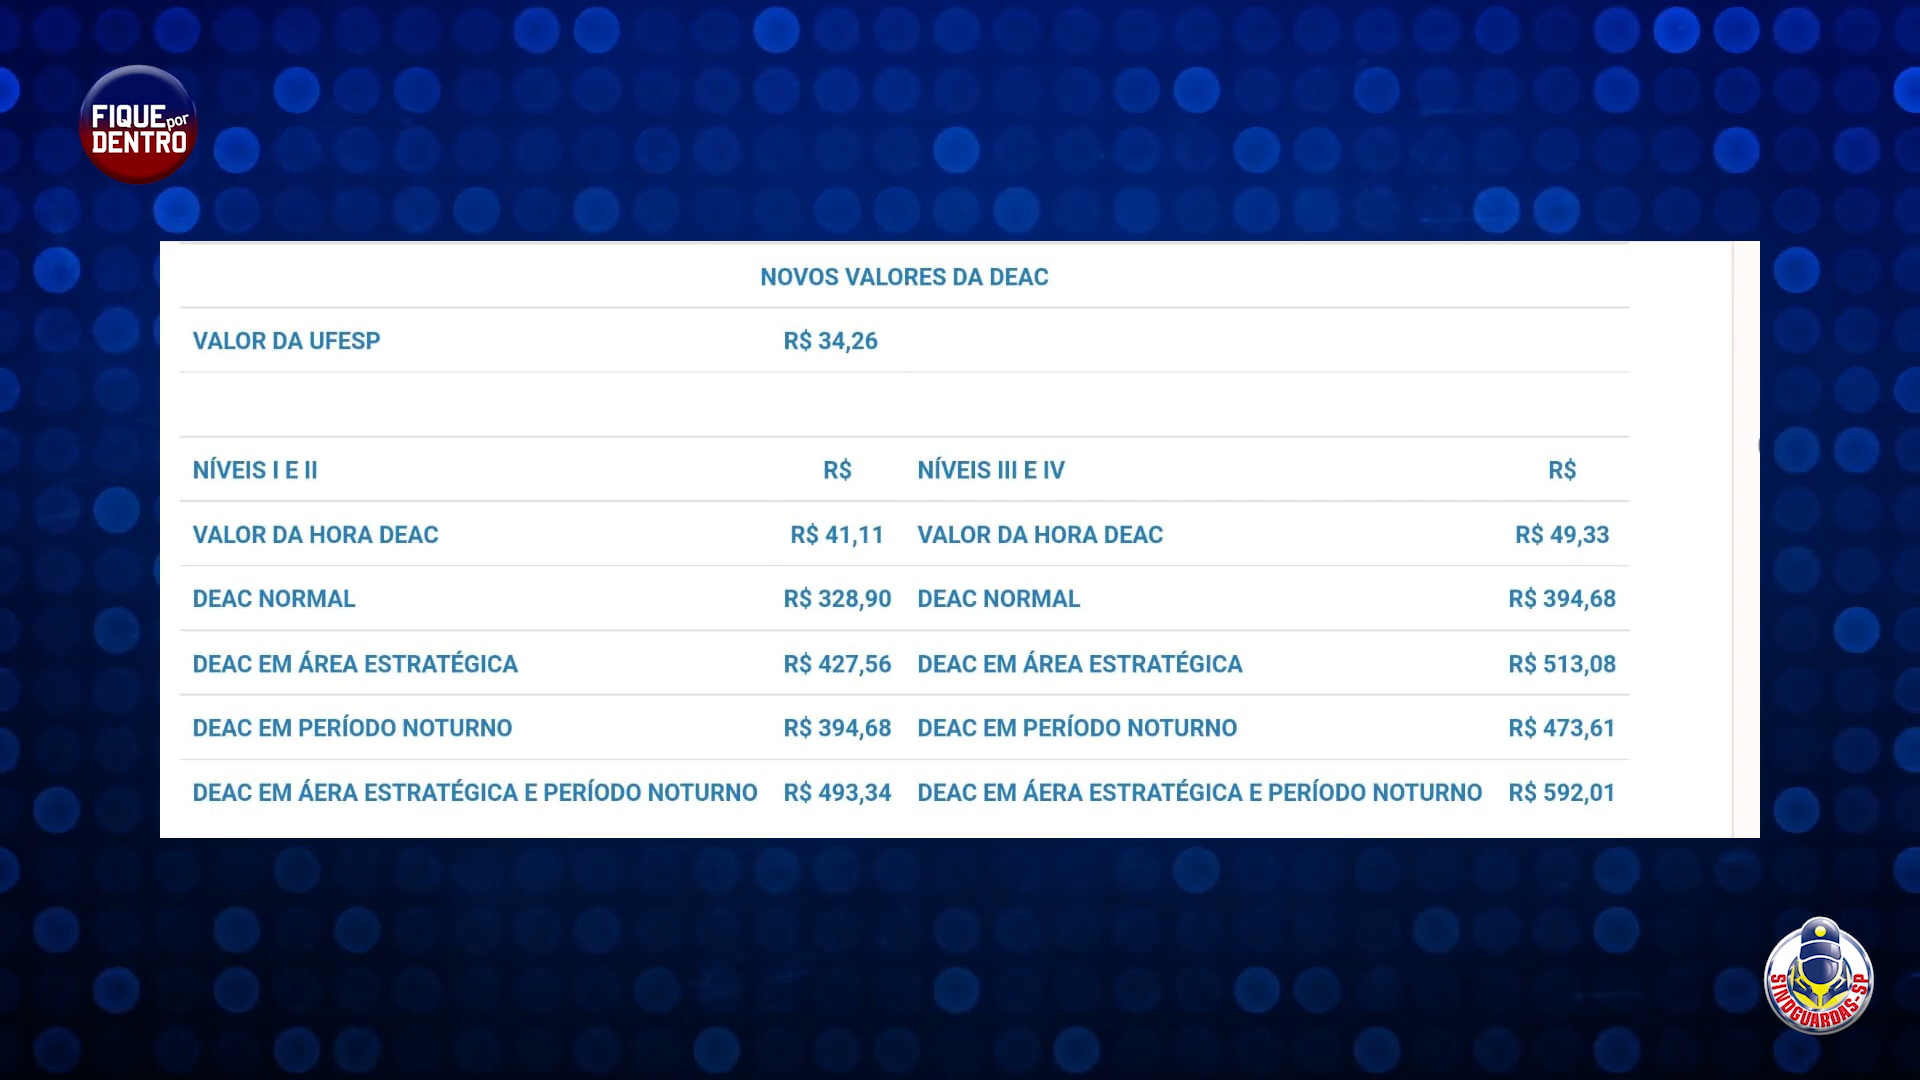 FIQUE por
DENTRO
NOVOS VALORES DA DEAC
VALOR DA UFESP R$ 34,26
NÍVEIS I E II R$ NÍVEIS III E IV R$
VALOR DA HORA DEAC R$ 41,11 VALOR DA HORA DEAC R$ 49,33
DEAC NORMAL R$ 328,90 DEAC NORMAL R$ 394,68
DEAC EM ÁREA ESTRATÉGICA R$ 427,56 DEAC EM ÁREA ESTRATÉGICA R$ 513,08
DEAC EM PERÍODO NOTURNO R$ 394,68 DEAC EM PERÍODO NOTURNO R$ 473,61
DEAC EM ÁERA ESTRATÉGICA E PERÍODO NOTURNO R$ 493,34 DEAC EM ÁERA ESTRATÉGICA E PERÍODO NOTURNO R$ 592,01
SINDGUARDAS-SP